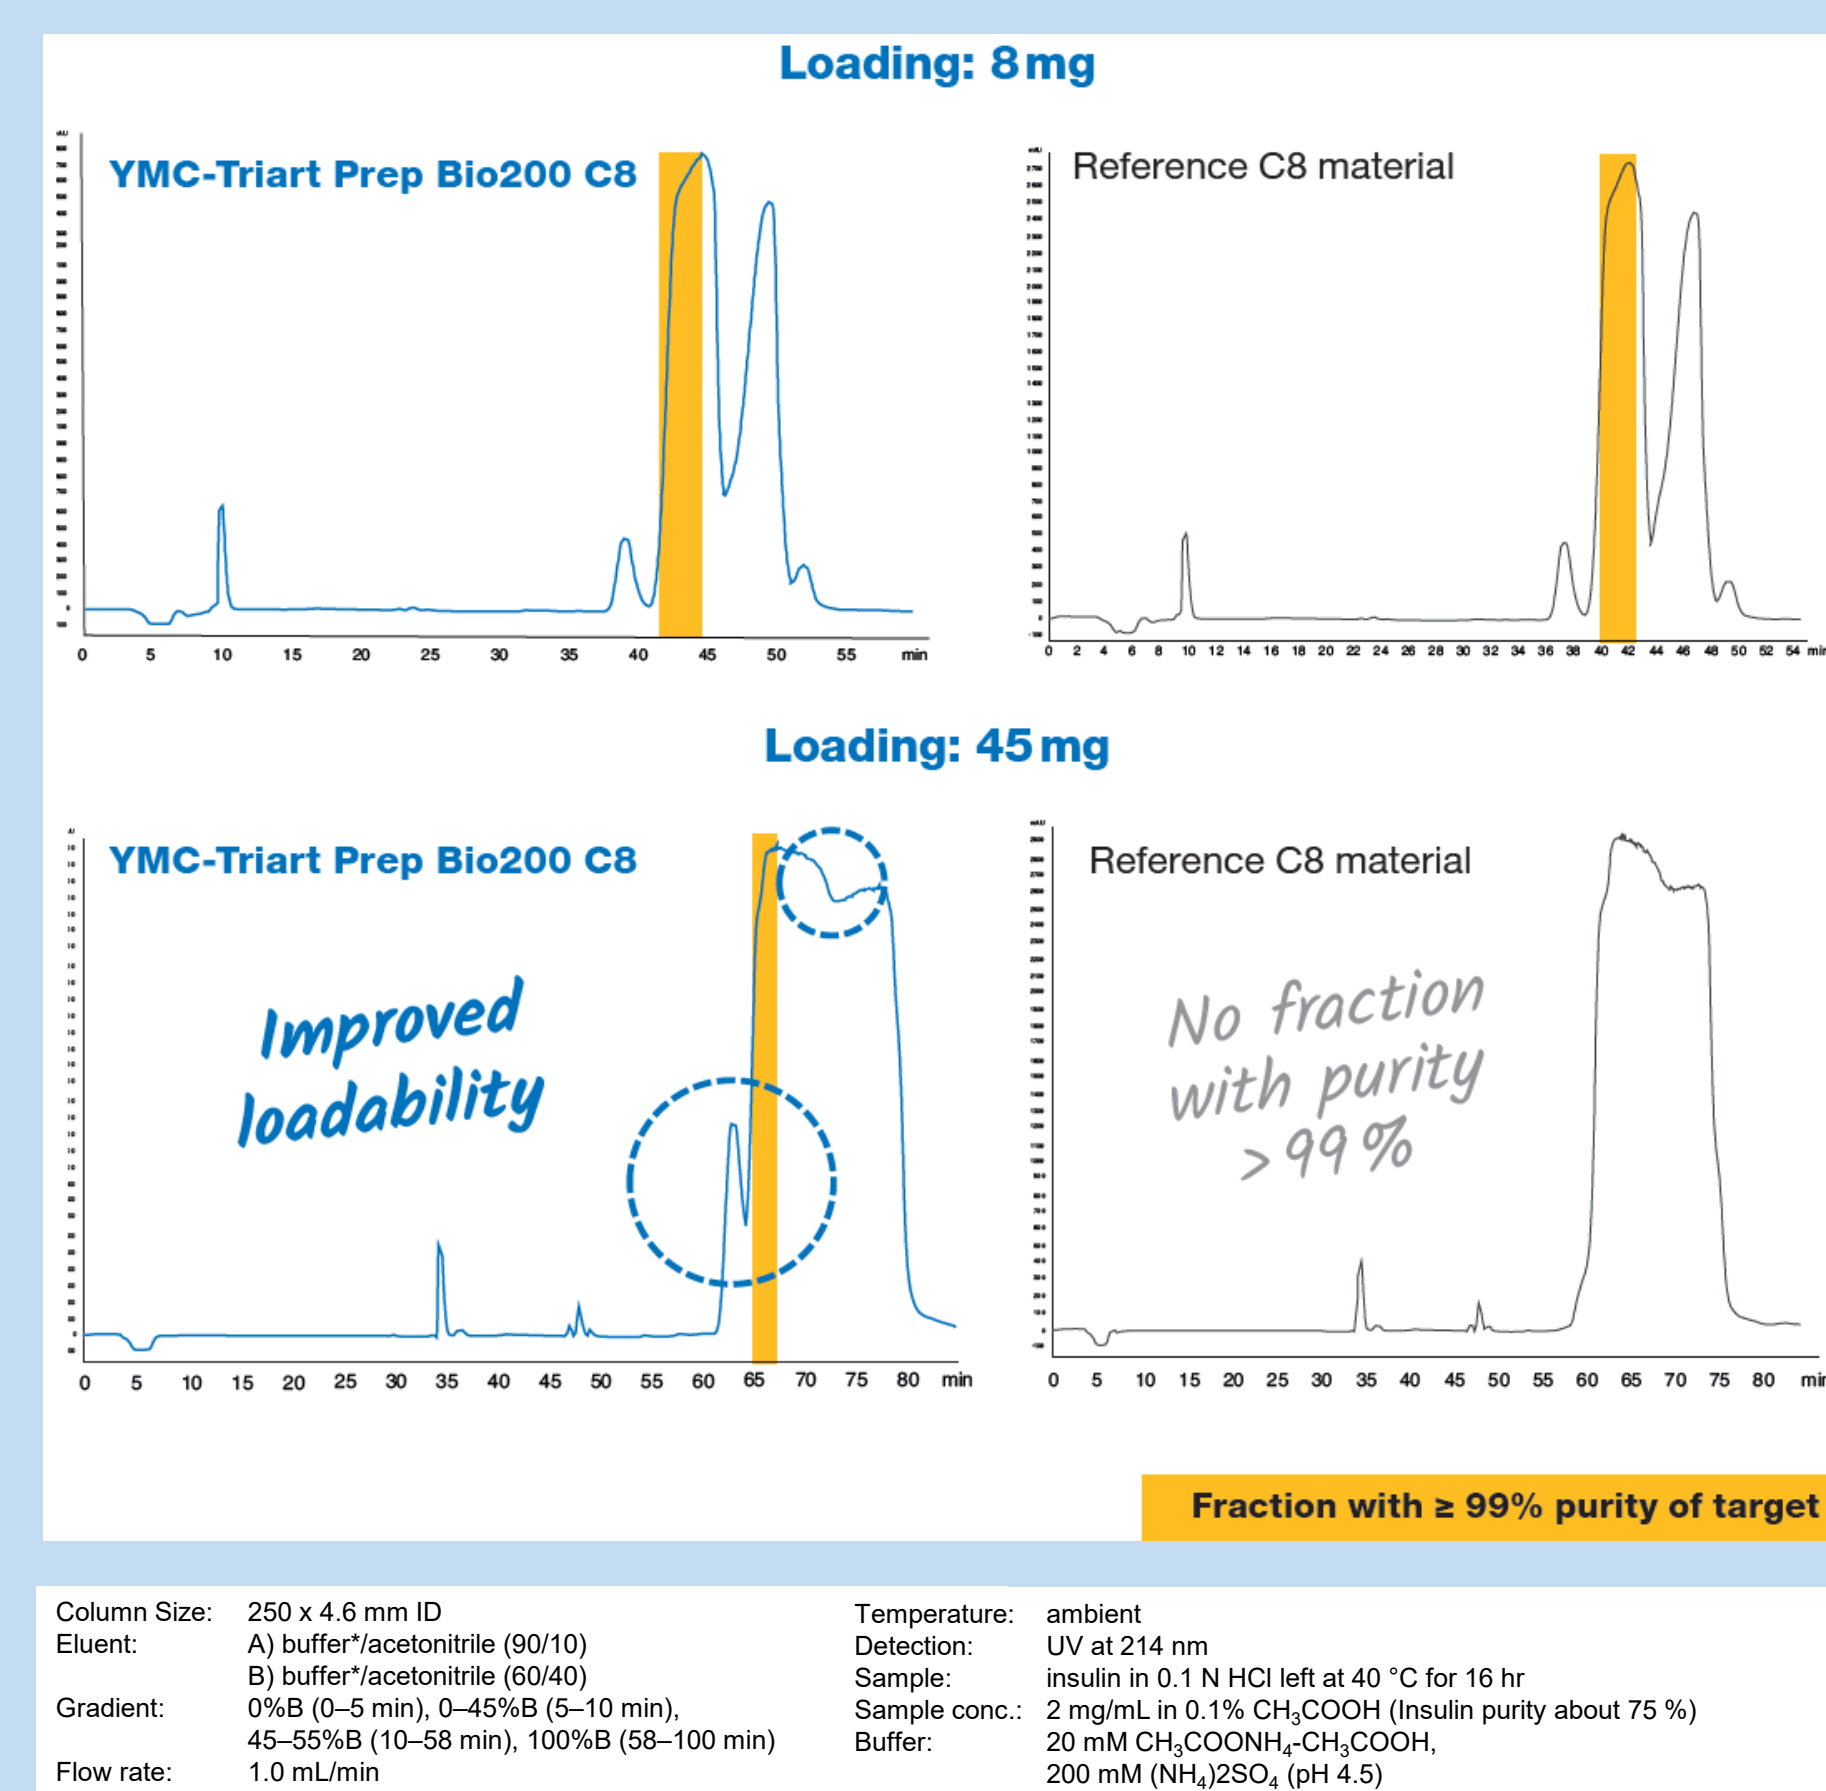 Loading: 8 mg
YMC-Triart Prep Bio200 C8
Reference C8 material
0 5 10 15 20 25 30 35 40 45 50 55 min
0 2 4 6 8 10 12 14 16 18 20 22 24 26 28 30 32 34 36 38 40 42 44 46 48 50 52 54
Loading: 45 mg
YMC-Triart Prep Bio200 C8
Reference C8 material
Improved
loadability
No fraction
with purity
>99%
0 5 10 15 20 25 30 35 40 45 50 55 60 65 70 75 80 min
0 5 10 15 20 25 30 35 40 45 50 55 60 65 70 75 80
Fraction with ≥ 99% purity of target
Column Size: 250 x 4.6 mm ID
Eluent: A) buffer*/acetonitrile (90/10)
B) buffer*/acetonitrile (60/40)
Gradient: 0%B (0–5 min), 0–45%B (5–10 min),
45–55%B (10–58 min), 100%B (58–100 min)
Flow rate: 1.0 mL/min
Temperature: ambient
Detection: UV at 214 nm
Sample: insulin in 0.1 N HCl left at 40 °C for 16 hr
Sample conc.: 2 mg/mL in 0.1% CH₃COOH (Insulin purity about 75 %)
Buffer: 20 mM CH₃COONH₄-CH₃COOH,
200 mM (NH₄)2SO₄ (pH 4.5)